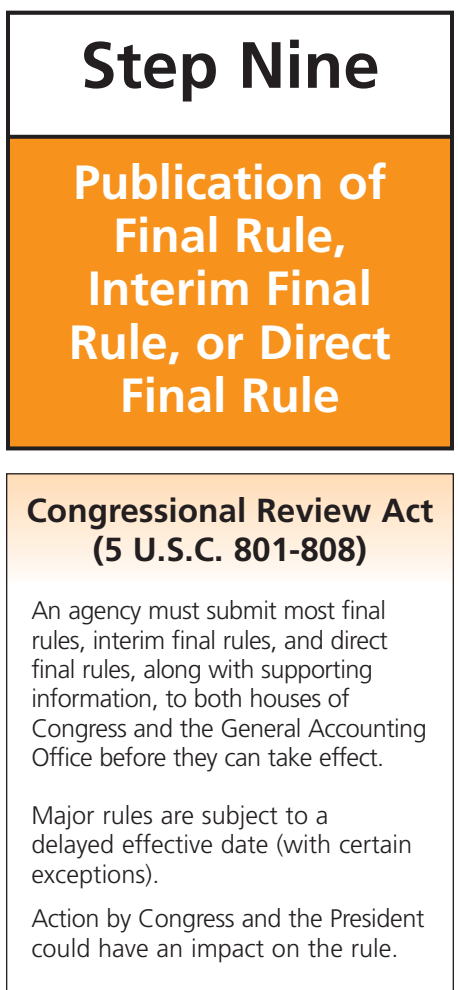 Step Nine
Publication of
Final Rule,
Interim Final
Rule, or Direct
Final Rule
Congressional Review Act
(5 U.S.C. 801-808)
An agency must submit most final
rules, interim final rules, and direct
final rules, along with supporting
information, to both houses of
Congress and the General Accounting
Office before they can take effect.
Major rules are subject to a
delayed effective date (with certain
exceptions).
Action by Congress and the President
could have an impact on the rule.